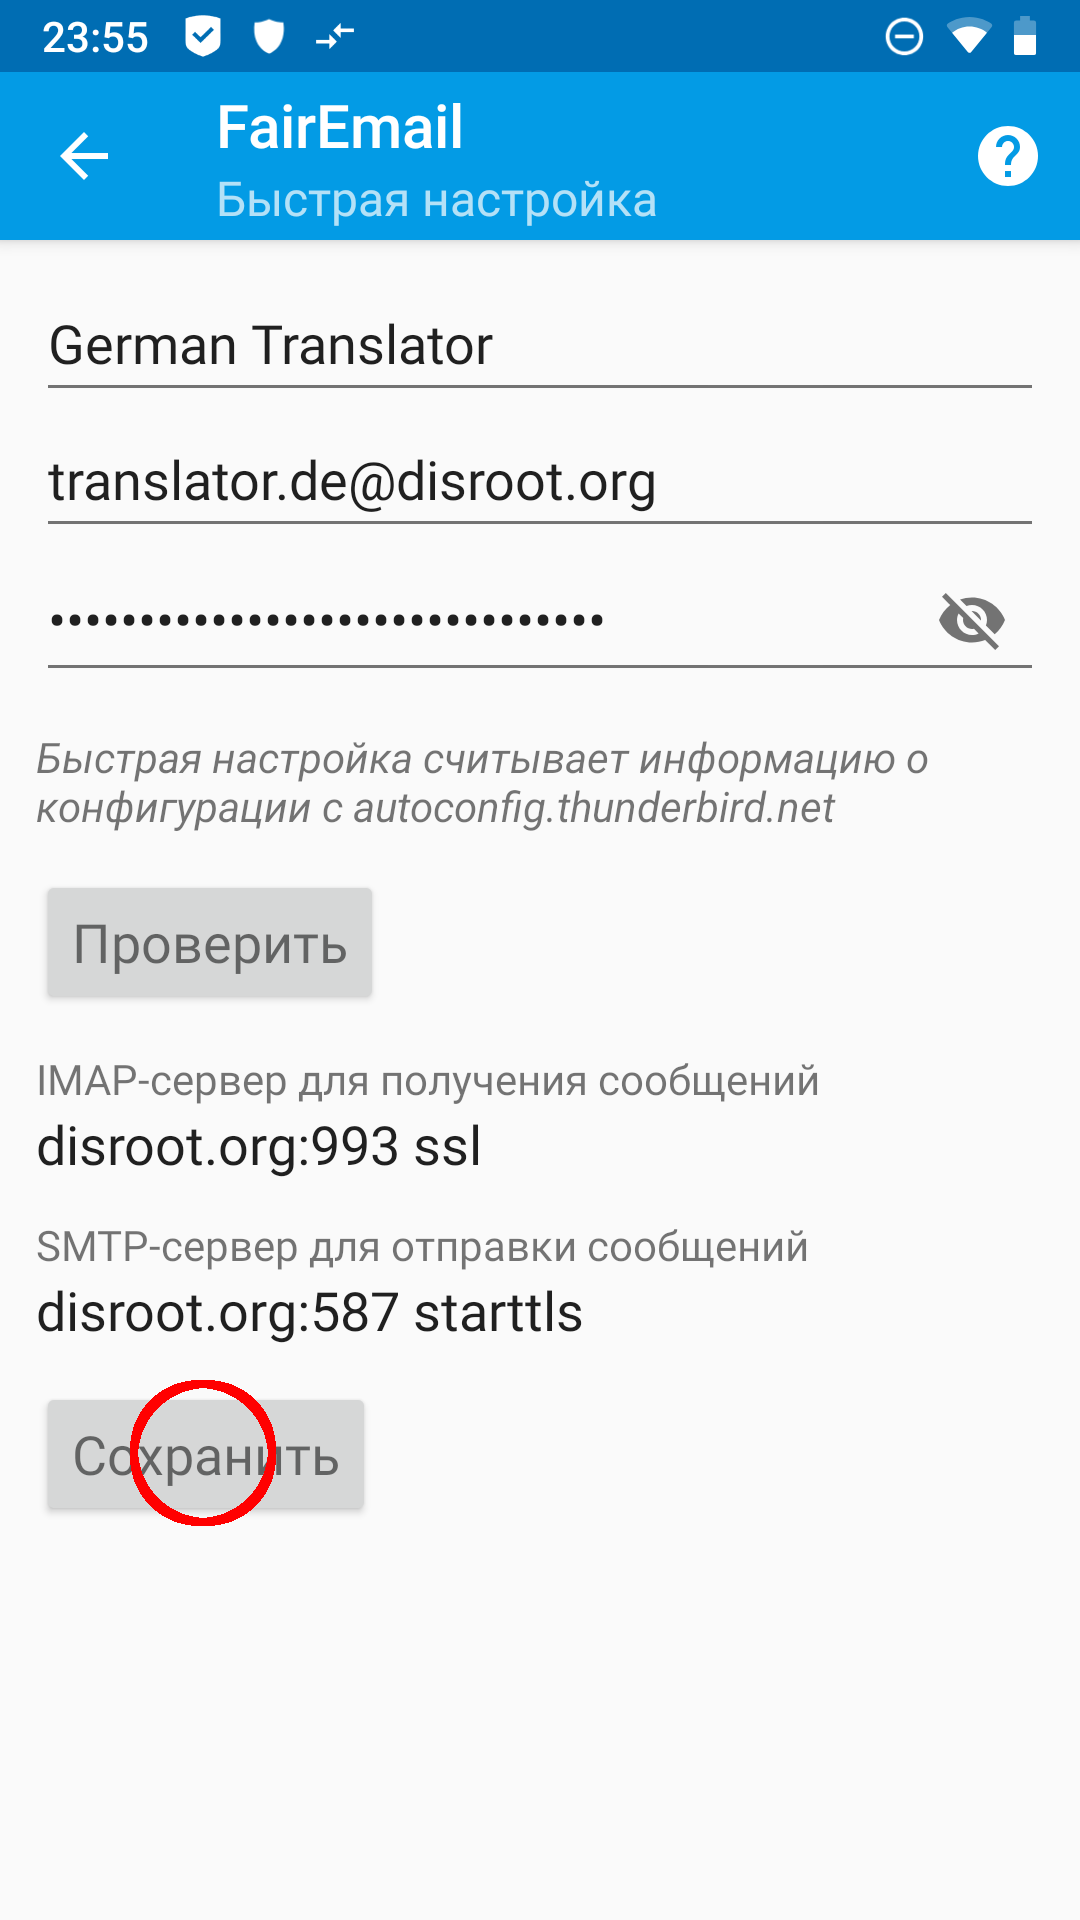 23:55
FairEmail
Быстрая настройка
German Translator
translator.de@disroot.org
•••••••••••••••••••••••••••••••
Быстрая настройка считывает информацию о
конфигурации с autoconfig.thunderbird.net
Проверить
IMAP-сервер для получения сообщений
disroot.org:993 ssl
SMTP-сервер для отправки сообщений
disroot.org:587 starttls
Сохранить